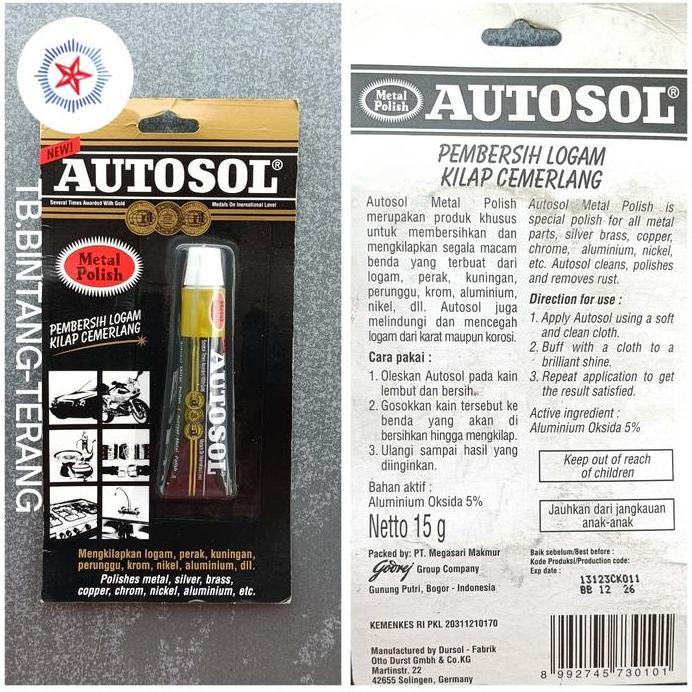 TB.BINTANG TERANG
NEW!
AUTOSOL®
Several Times Awarded With Gold
Medals On International Level
Metal
Polish
PEMBERSIH LOGAM
KILAP CEMERLANG
AUTOSOL
Mengkilapkan logam, perak, kuningan,
perunggu, krom, nikel, aluminium, dll.
Polishes metal, silver, brass,
copper, chrom, nickel, aluminium, etc.
Metal
Polish
AUTOSOL®
PEMBERSIH LOGAM
KILAP CEMERLANG
Autosol Metal Polish
merupakan produk khusus
untuk membersihkan dan
mengkilapkan segala macam
benda yang terbuat dari
logam, perak, kuningan,
perunggu, krom, aluminium,
nikel, dll. Autosol juga
melindungi dan mencegah
logam dari karat maupun korosi.
Cara pakai :
1. Oleskan Autosol pada kain
lembut dan bersih.
2. Gosokkan kain tersebut ke
benda yang akan di
bersihkan hingga mengkilap.
3. Ulangi sampai hasil yang
diinginkan.
Bahan aktif :
Aluminium Oksida 5%
Netto 15 g
Autosol Metal Polish is
special polish for all metal
parts, silver brass, copper,
chrome, aluminium, nickel,
etc. Autosol cleans, polishes
and removes rust.
Direction for use :
1. Apply Autosol using a soft
and clean cloth.
2. Buff with a cloth to a
brilliant shine.
3. Repeat application to get
the result satisfied.
Active ingredient :
Aluminium Oksida 5%
Keep out of reach
of children
Jauhkan dari jangkauan
anak-anak
Packed by: PT. Megasari Makmur
Godrej Group Company
Gunung Putri, Bogor - Indonesia
KEMENKES RI PKL 20311210170
Manufactured by Dursol - Fabrik
Otto Durst Gmbh & Co.KG
Martinstr. 22
42655 Solingen, Germany
Baik sebelum/Best before :
Kode Produksi/Production code:
Exp date :
13123CK011
BB 12 26
8 992745 730101